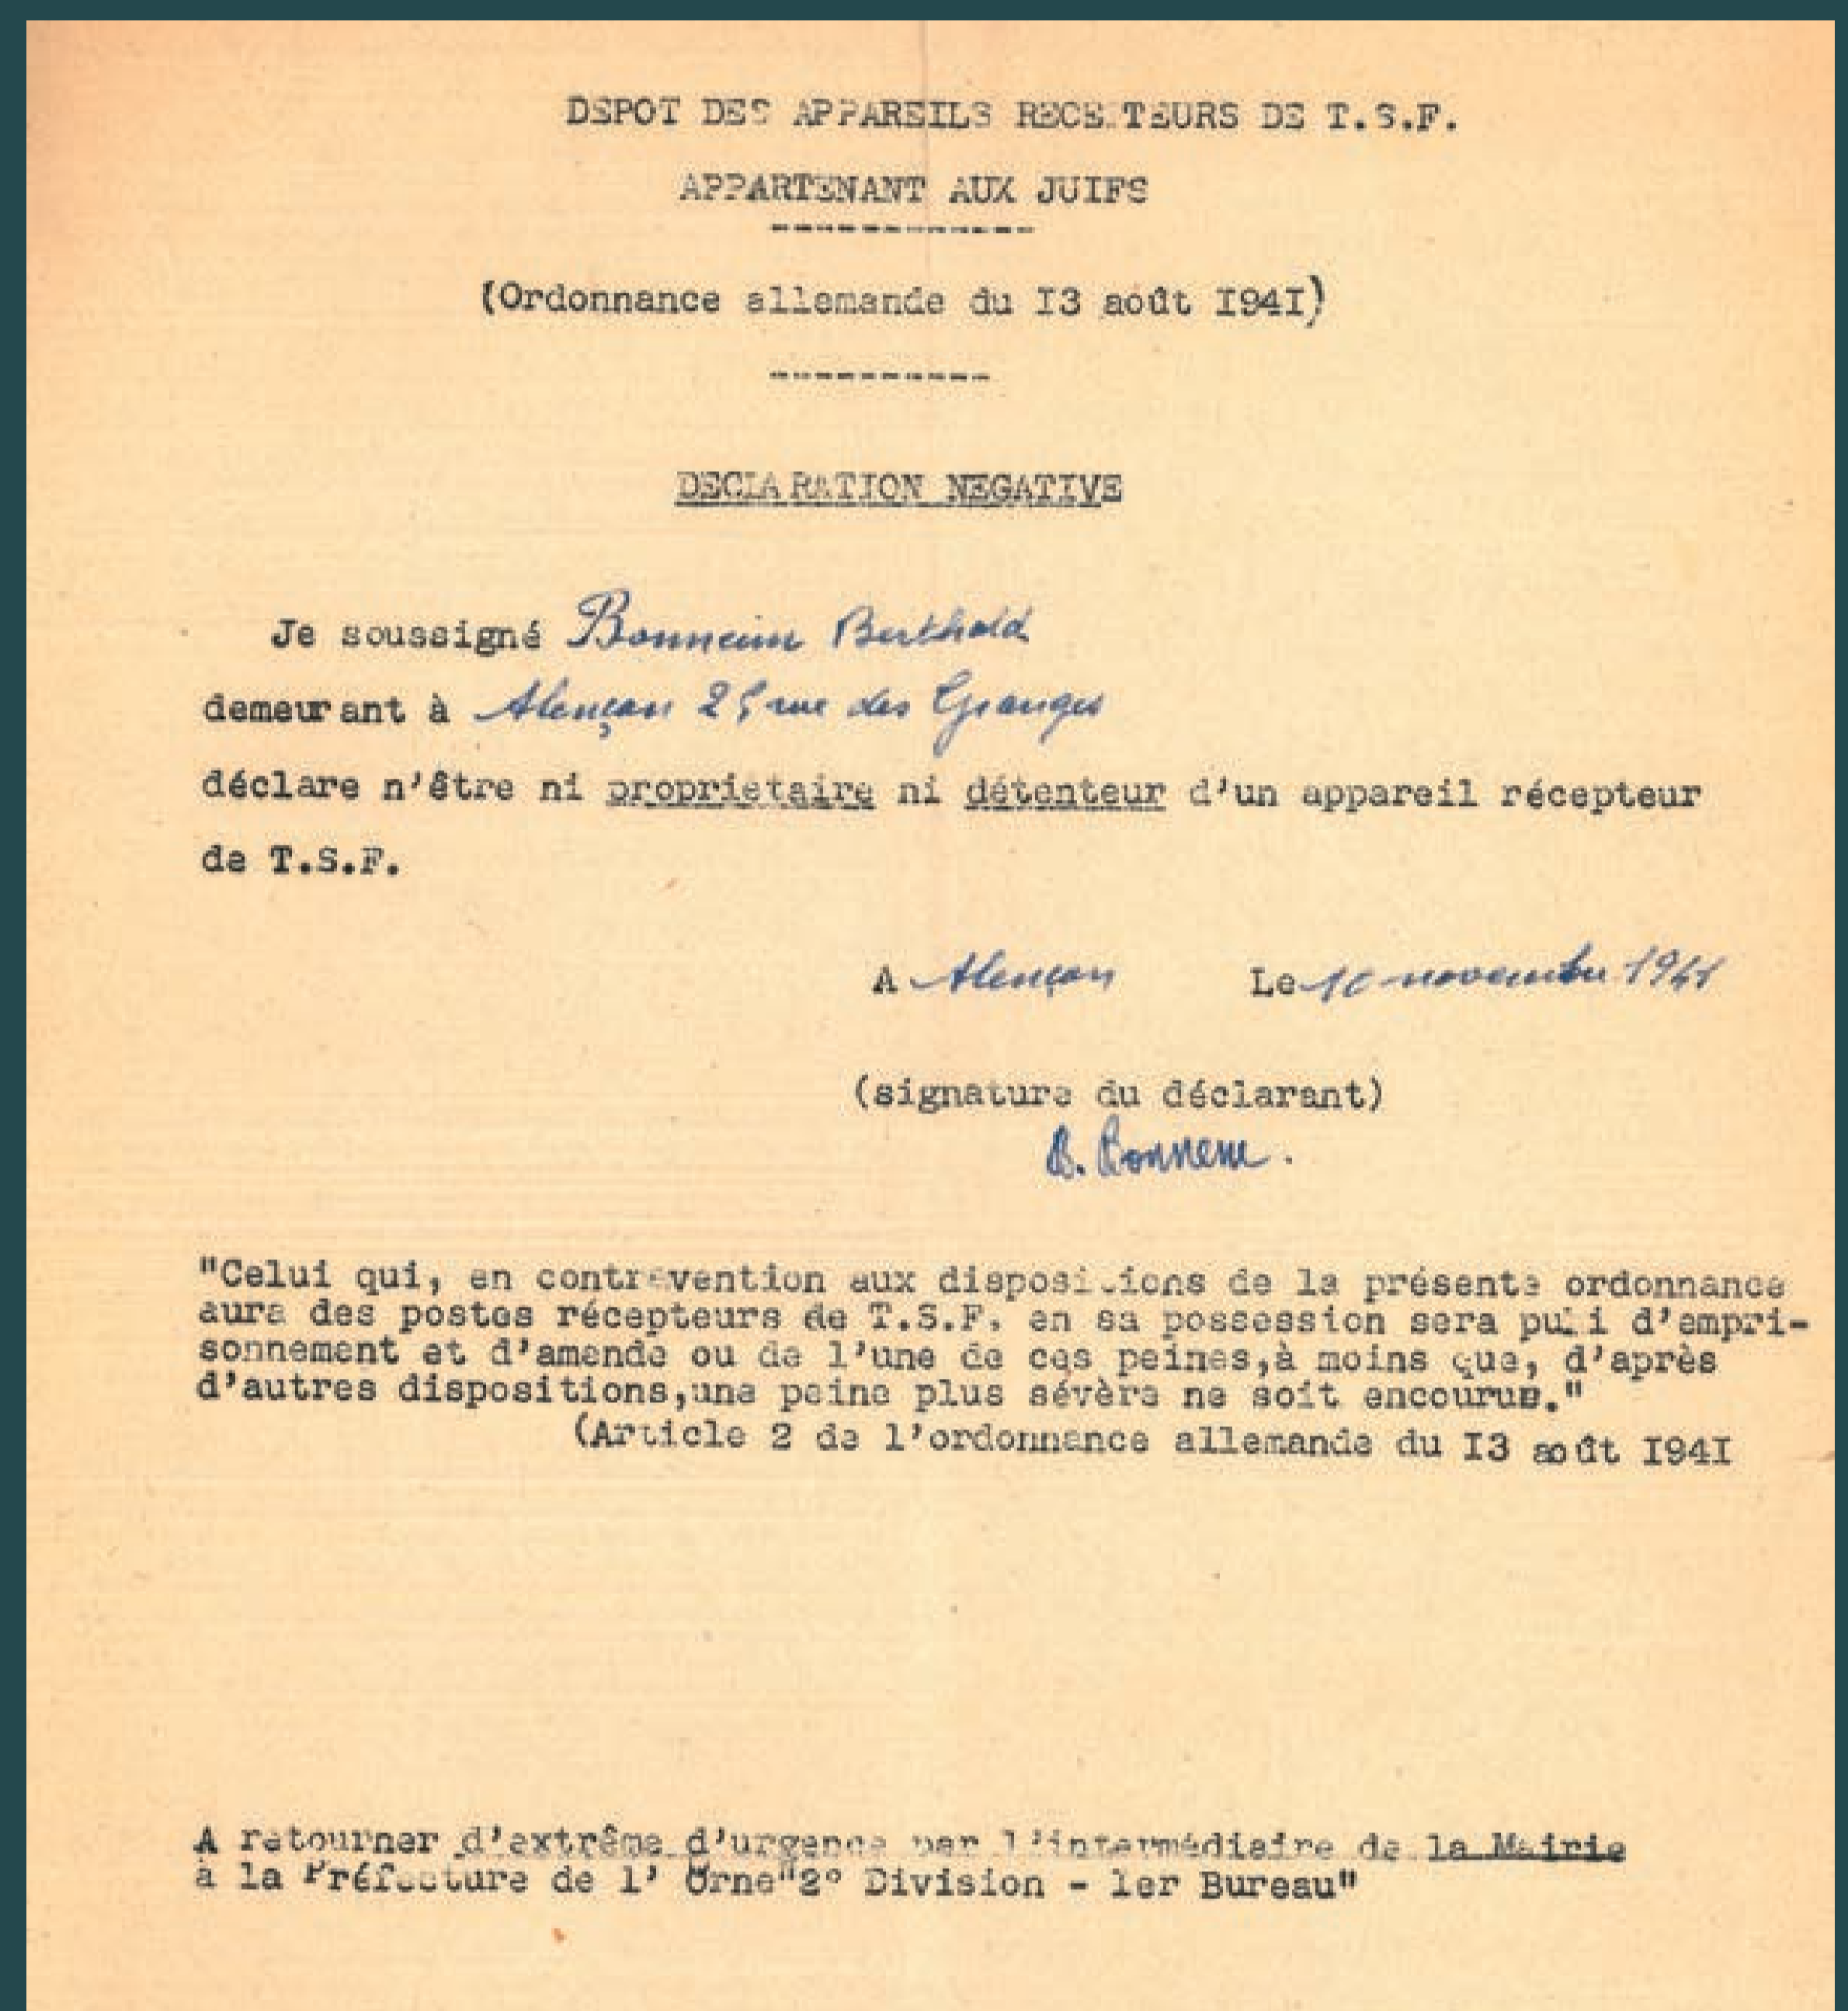 DEPOT DES APPAREILS RECEPTEURS DE T.S.F.
APPARTENANT AUX JUIFS
-------------
(Ordonnance allemande du I3 août I94I)
-----------
DECLARATION NEGATIVE
Je soussigné Bonneim Berthold
demeurant à Alençon 25 rue des Granges
déclare n'être ni propriétaire ni détenteur d'un appareil récepteur
de T.S.F.
A Alençon Le 10 novembre 1941
(signature du déclarant)
B. Bonnem.
"Celui qui, en contravention aux dispositions de la présente ordonnance
aura des postes récepteurs de T.S.F. en sa possession sera puni d'empri-
sonnement et d'amende ou de l'une de ces peines,à moins que, d'après
d'autres dispositions,une peine plus sévère ne soit encourue."
(Article 2 de l'ordonnance allemande du I3 août I94I
A retourner d'extrême d'urgence par l'intermédiaire de la Mairie
à la Préfecture de l' Orne"2° Division - 1er Bureau"